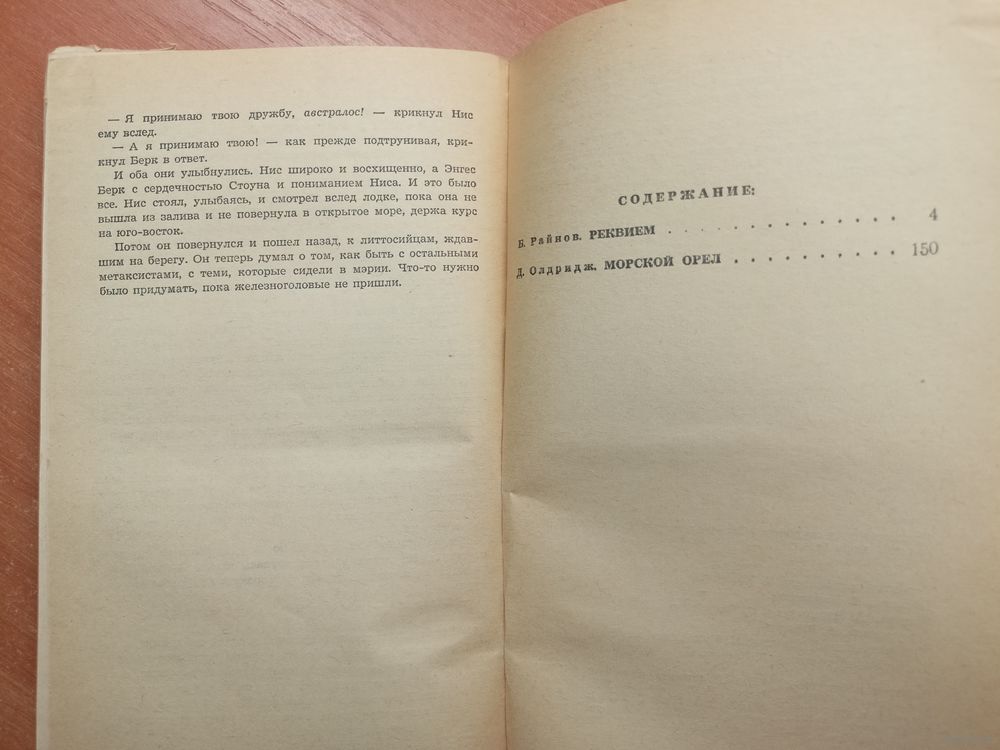 — Я принимаю твою дружбу, австралос! — крикнул Нис
ему вслед.
— А я принимаю твою! — как прежде подтрунивая, кри-
кнул Берк в ответ.
И оба они улыбнулись. Нис широко и восхищенно, а Энгес
Берк с сердечностью Стоуна и пониманием Ниса. И это было
все. Нис стоял, улыбаясь, и смотрел вслед лодке, пока она не
вышла из залива и не повернула в открытое море, держа курс
на юго-восток.
Потом он повернулся и пошел назад, к литтосийцам, ждав-
шим на берегу. Он теперь думал о том, как быть с остальными
метаксистами, с теми, которые сидели в мэрии. Что-то нужно
было придумать, пока железноголовые не пришли.
СОДЕРЖАНИЕ:
Б. Райнов. РЕКВИЕМ . . . . . . . . . . . . . 4
Д. Олдридж. МОРСКОЙ ОРЕЛ . . . . . . . . . . 150